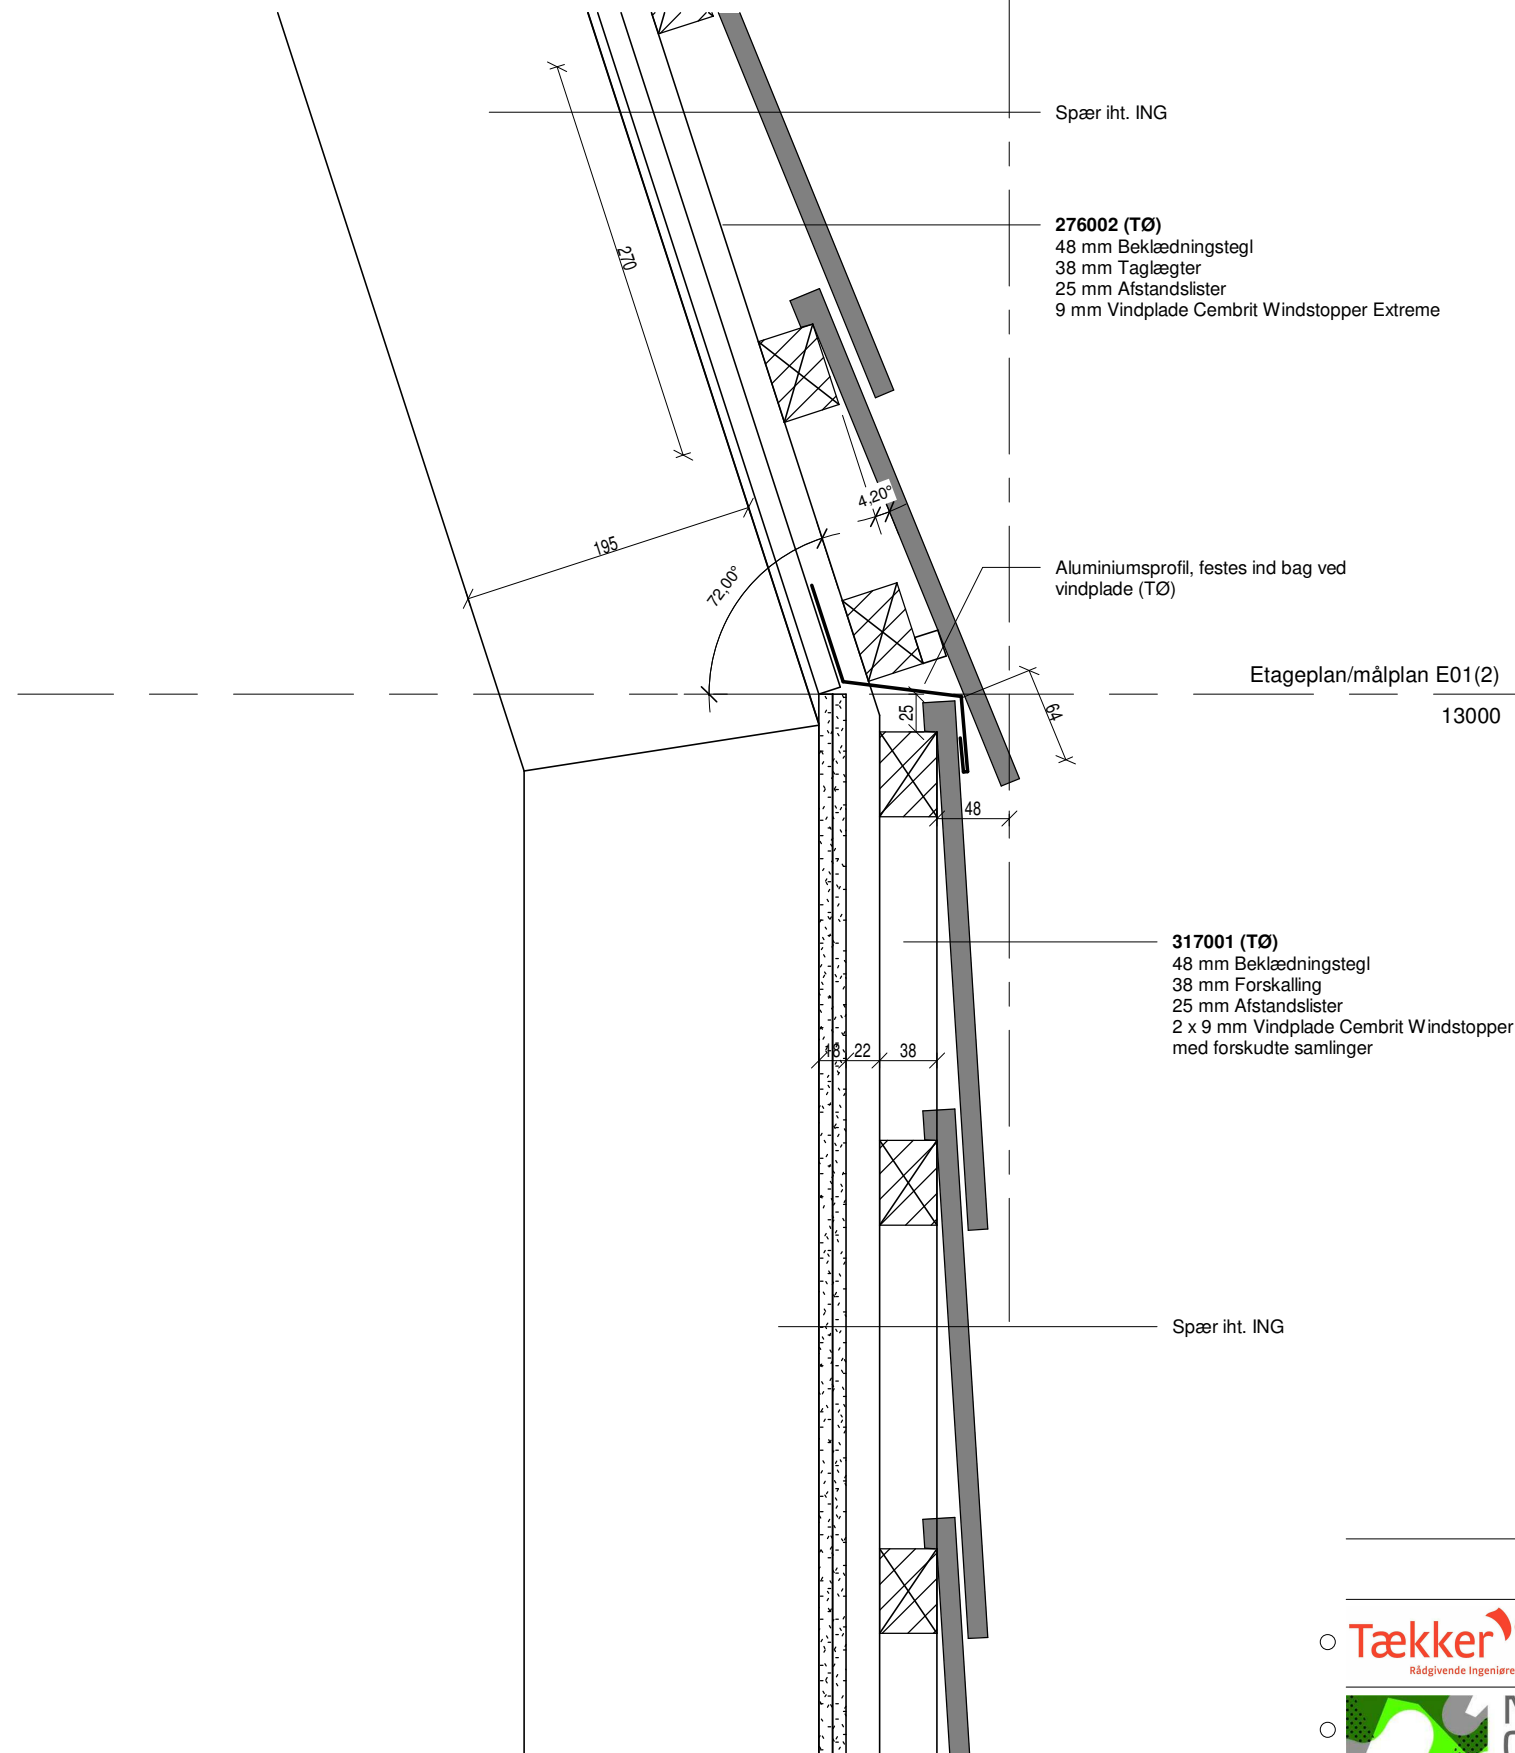 Spær iht. ING
276002 (TØ)
48 mm Beklædningstegl
38 mm Taglægter
25 mm Afstandslister
9 mm Vindplade Cembrit Windstopper Extreme
270
4,20°
195
72,00°
Aluminiumsprofil, festes ind bag ved
vindplade (TØ)
Etageplan/målplan E01(2)
13000
25
64
48
317001 (TØ)
48 mm Beklædningstegl
38 mm Forskalling
25 mm Afstandslister
2 x 9 mm Vindplade Cembrit Windstopper
med forskudte samlinger
18 22 38
Spær iht. ING
Tækker
Rådgivende Ingeniøre